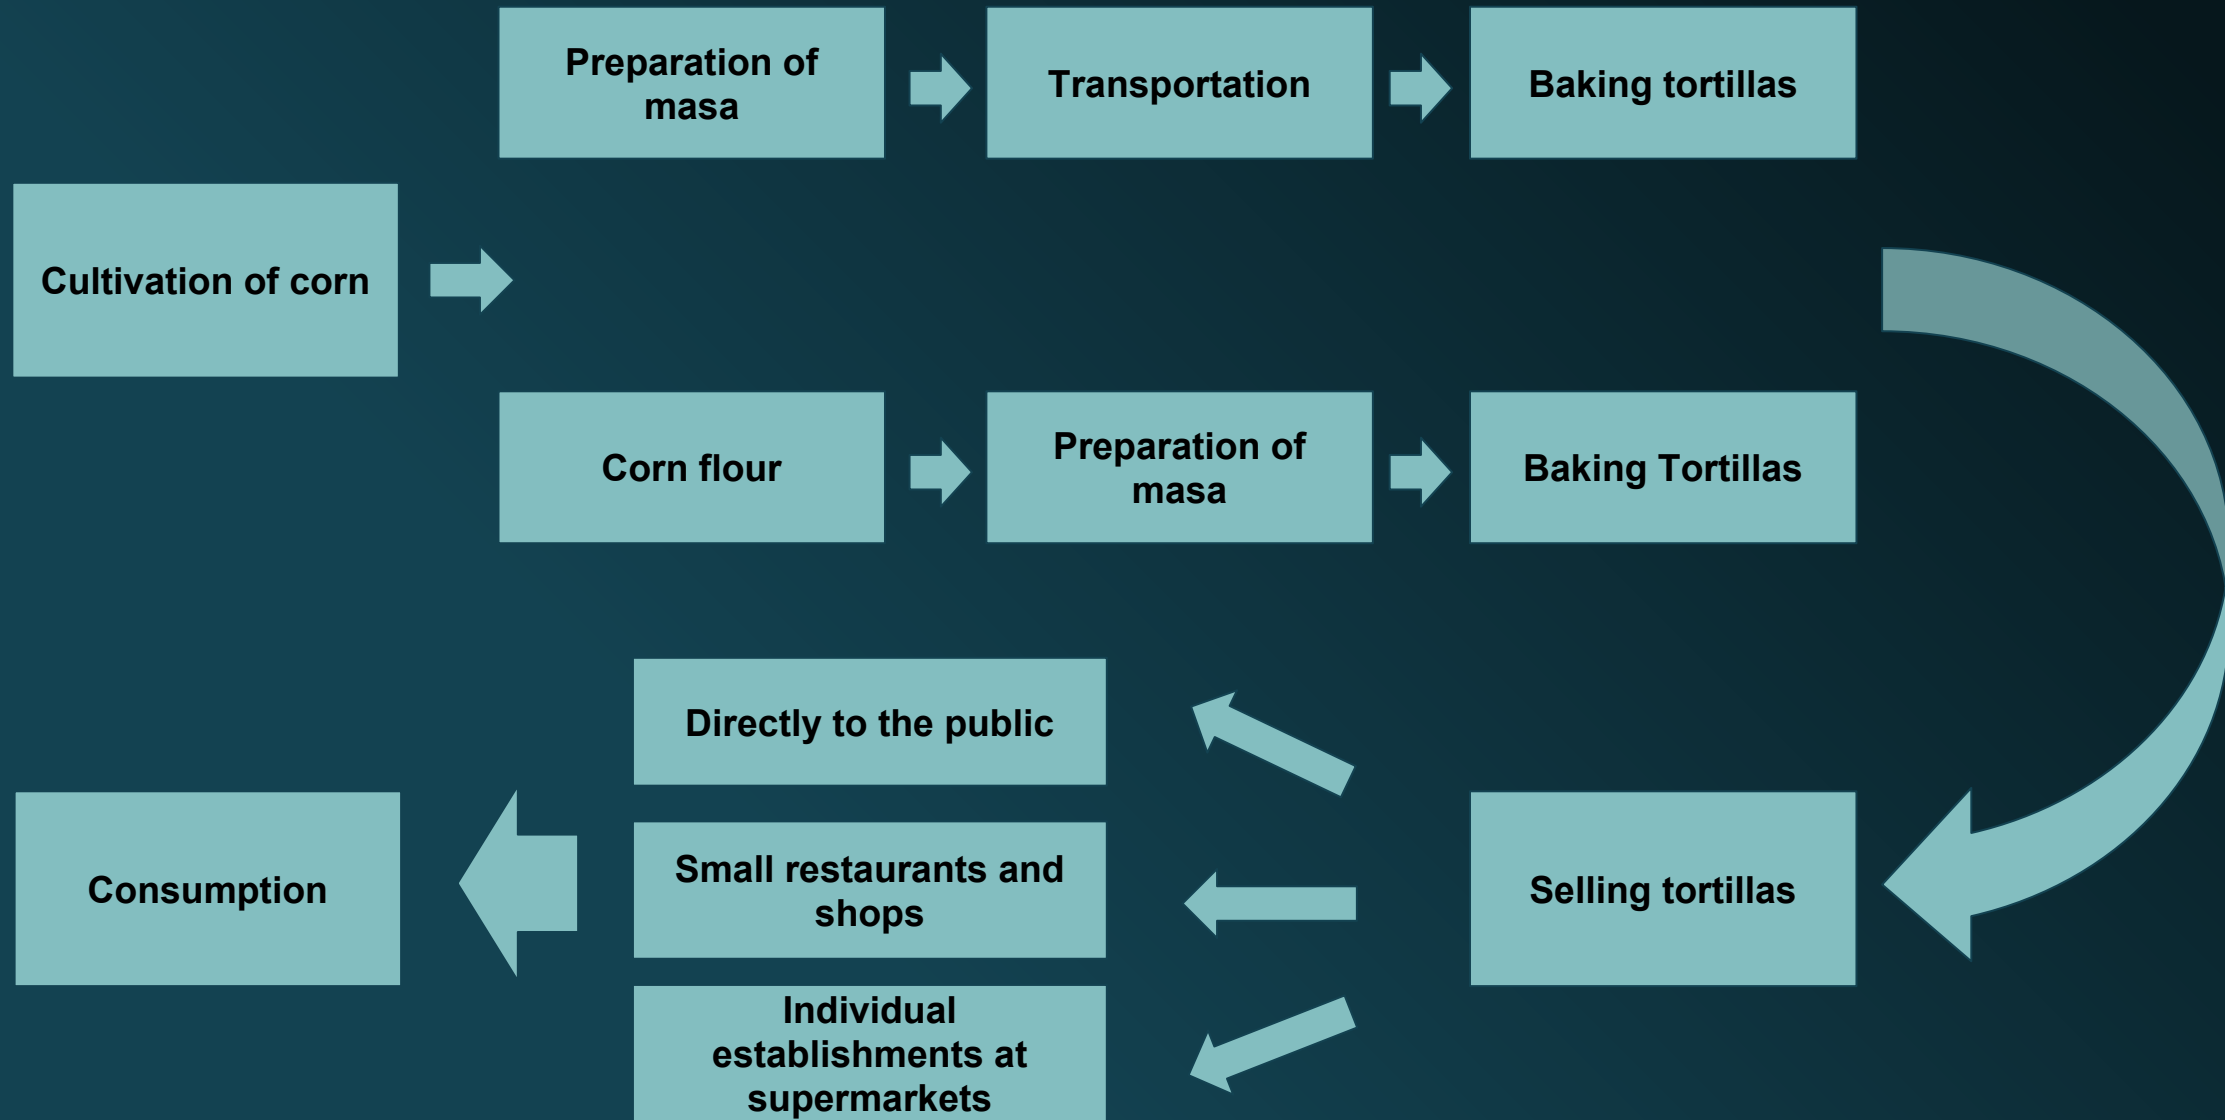 Preparation of
masa
Transportation
Baking tortillas
Cultivation of corn
Corn flour
Preparation of
masa
Baking Tortillas
Directly to the public
Small restaurants and
shops
Individual
establishments at
supermarkets
Selling tortillas
Consumption